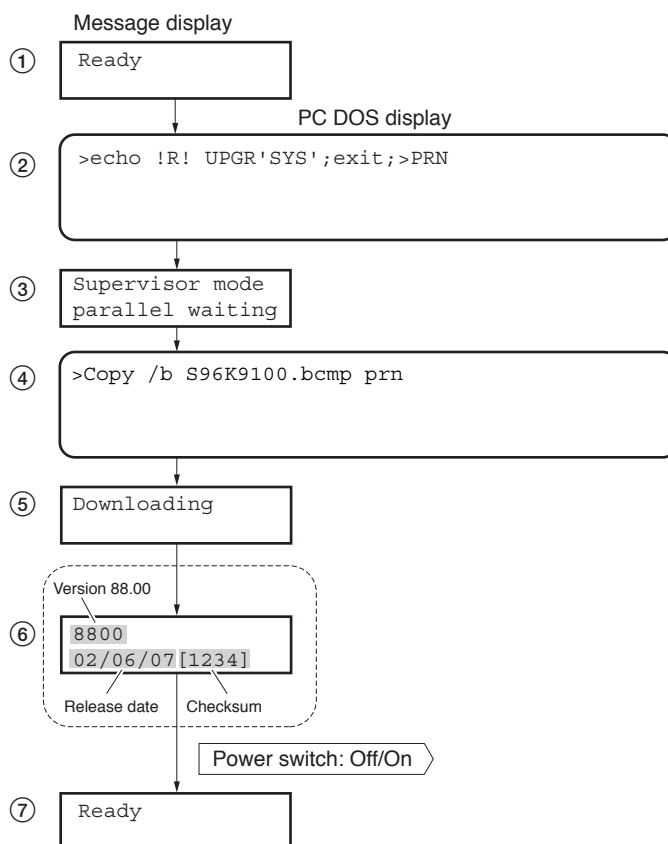 Message display
① Ready
PC DOS display
② >echo !R! UPGR'SYS';exit;>PRN
③ Supervisor mode
parallel waiting
④ >Copy /b S96K9100.bcmp prn
⑤ Downloading
Version 88.00
⑥ 8800
02/06/07[1234]
Release date Checksum
Power switch: Off/On
⑦ Ready